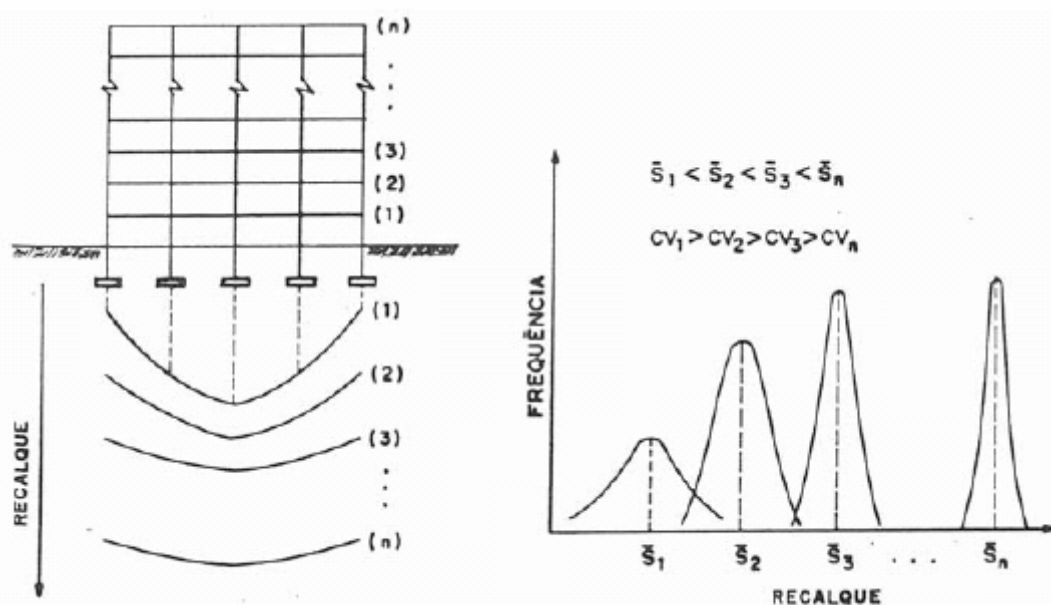 (n)
(3)
(2)
(1)
(1)
(2)
(3)
(n)
RECALQUE
S̄₁ < S̄₂ < S̄₃ < S̄ₙ
CV₁ > CV₂ > CV₃ > CVₙ
FREQUÊNCIA
S̄₁ S̄₂ S̄₃ . . . S̄ₙ
RECALQUE